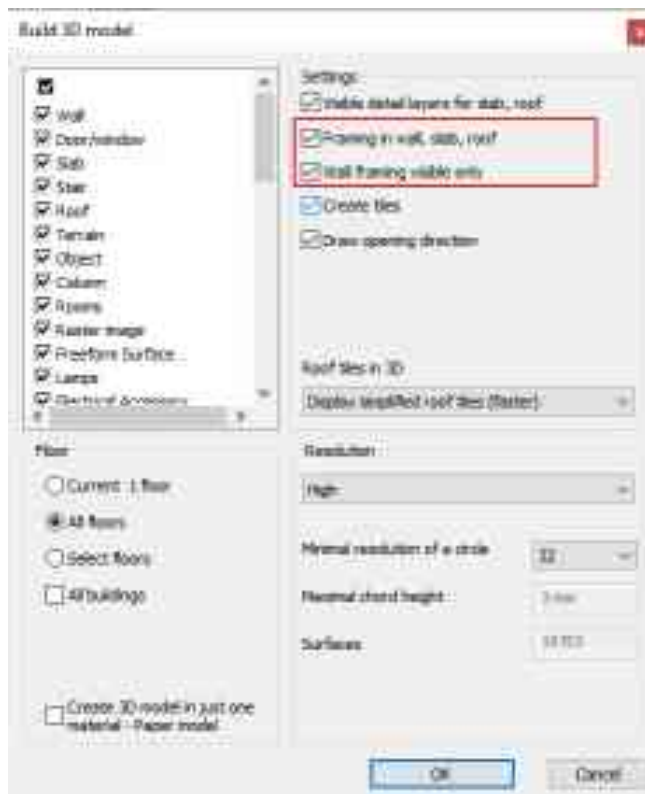 Build 3D model
Wall
Door/window
Slab
Stair
Roof
Terrain
Object
Column
Rooms
Raster image
Freeform Surface...
Lamps
Electrical Accessory
Settings
Visible detail layers for slab, roof
Framing in wall, slab, roof
Wall framing visible only
Create tiles
Draw opening direction
Roof tiles in 3D
Display simplified roof tiles (faster)
Floor
Current: 1.floor
All floors
Select floors
All buildings
Create 3D model in just one
material - Paper model
Resolution
High
Minimal resolution of a circle
32
Maximal chord height
Surfaces
OK
Cancel